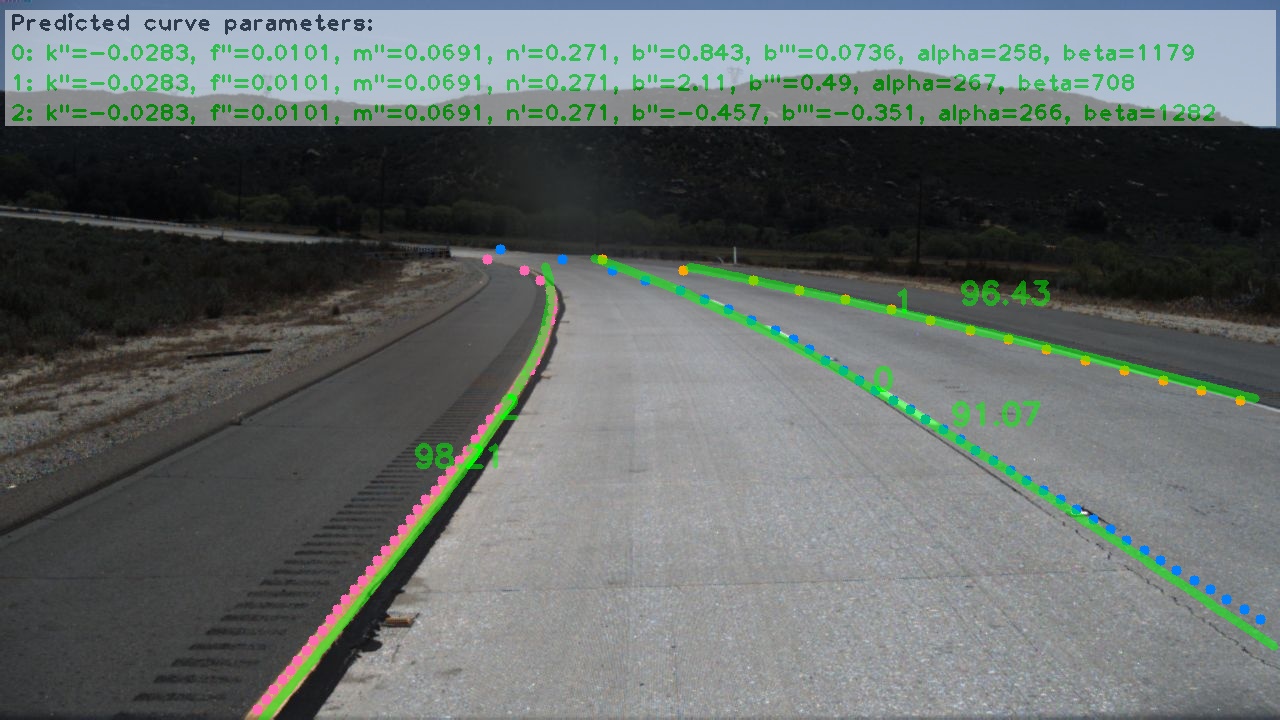 Predicted curve parameters:
0: k''=-0.0283, f''=0.0101, m''=0.0691, n'=0.271, b''=0.843, b'''=0.0736, alpha=258, beta=1179
1: k''=-0.0283, f''=0.0101, m''=0.0691, n'=0.271, b''=2.11, b'''=0.49, alpha=267, beta=708
2: k''=-0.0283, f''=0.0101, m''=0.0691, n'=0.271, b''=-0.457, b'''=-0.351, alpha=266, beta=1282
1 96.43
0
91.07
2
98.21